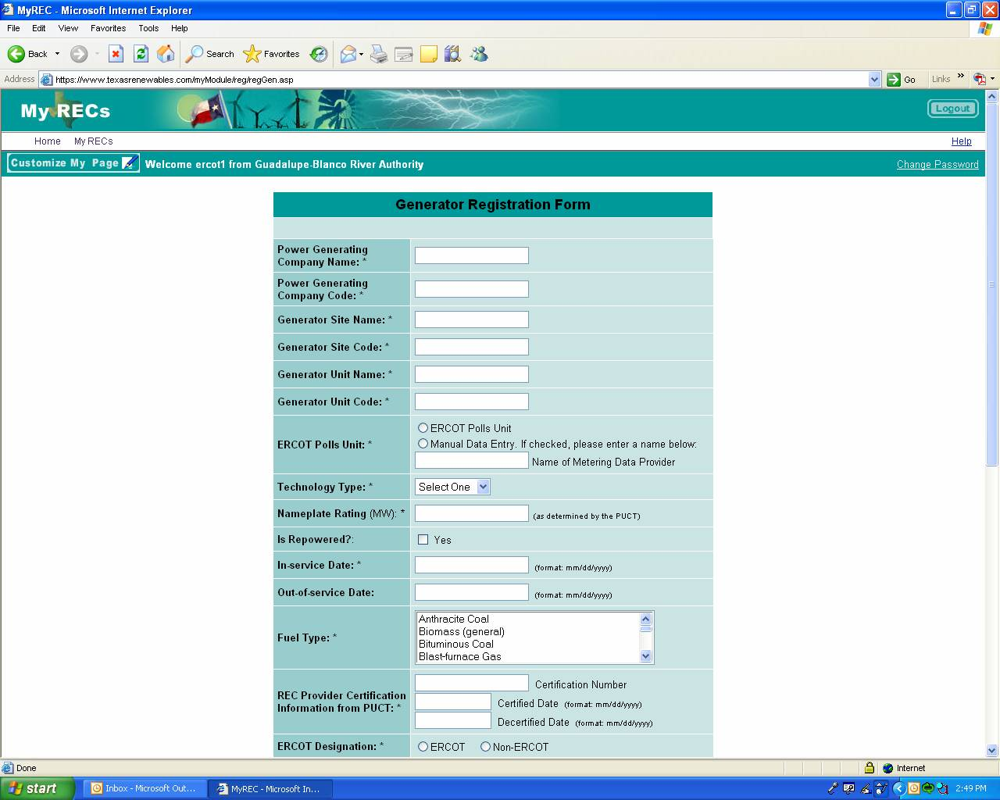 MyREC - Microsoft Internet Explorer
File Edit View Favorites Tools Help
Back Search Favorites
Address https://www.texasrenewables.com/myModule/reg/regGen.asp Go Links »
My RECs Logout
Home My RECs Help
Customize My Page Welcome ercot1 from Guadalupe-Blanco River Authority Change Password
Generator Registration Form
Power Generating
Company Name: *
Power Generating
Company Code: *
Generator Site Name: *
Generator Site Code: *
Generator Unit Name: *
Generator Unit Code: *
ERCOT Polls Unit: *
ERCOT Polls Unit
Manual Data Entry. If checked, please enter a name below:
Name of Metering Data Provider
Technology Type: * Select One
Nameplate Rating (MW): * (as determined by the PUCT)
Is Repowered?: Yes
In-service Date: * (format: mm/dd/yyyy)
Out-of-service Date: (format: mm/dd/yyyy)
Fuel Type: *
Anthracite Coal
Biomass (general)
Bituminous Coal
Blast-furnace Gas
REC Provider Certification
Information from PUCT: *
Certification Number
Certified Date (format: mm/dd/yyyy)
Decertified Date (format: mm/dd/yyyy)
ERCOT Designation: * ERCOT Non-ERCOT
Done Internet
start Inbox - Microsoft Out... MyREC - Microsoft In... 2:49 PM